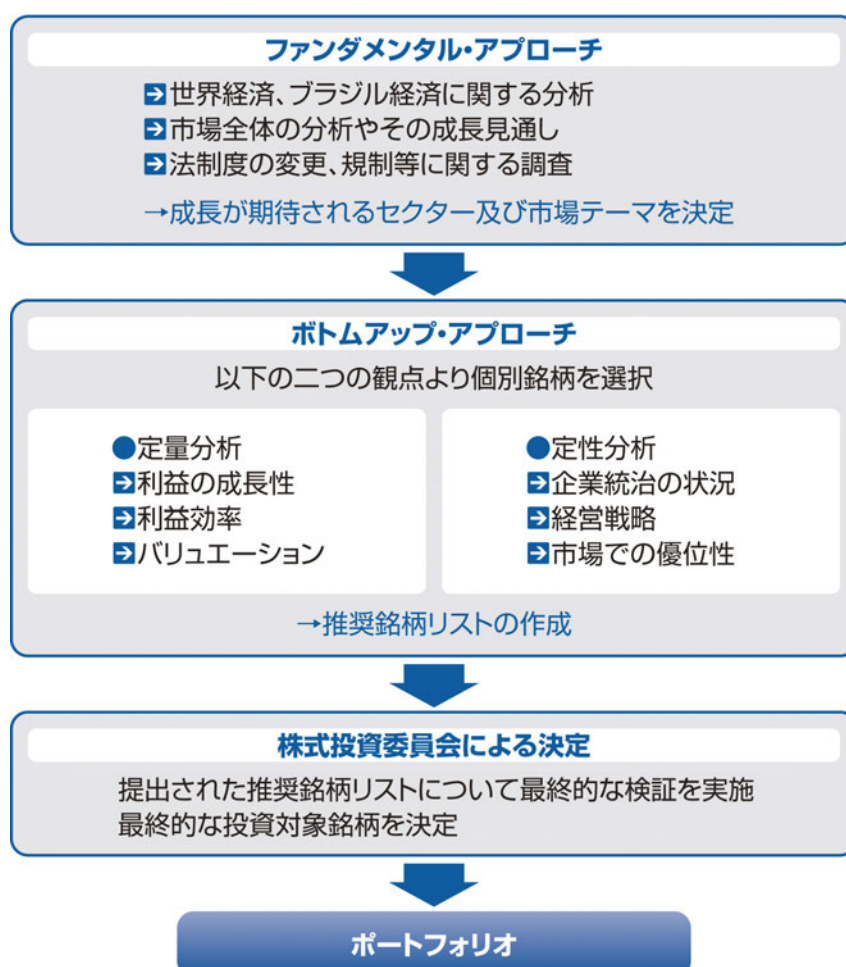 ファンダメンタル・アプローチ
➔世界経済、ブラジル経済に関する分析
➔市場全体の分析やその成長見通し
➔法制度の変更、規制等に関する調査
→成長が期待されるセクター及び市場テーマを決定
ボトムアップ・アプローチ
以下の二つの観点より個別銘柄を選択
●定量分析
➔利益の成長性
➔利益効率
➔バリュエーション
●定性分析
➔企業統治の状況
➔経営戦略
➔市場での優位性
→推奨銘柄リストの作成
株式投資委員会による決定
提出された推奨銘柄リストについて最終的な検証を実施
最終的な投資対象銘柄を決定
ポートフォリオ